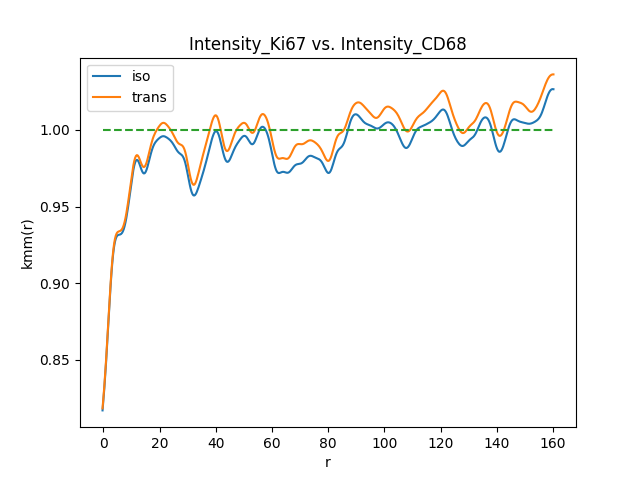 Intensity_Ki67 vs. Intensity_CD68
iso
trans
1.00
0.95
0.90
0.85
kmm(r)
0 20 40 60 80 100 120 140 160
r